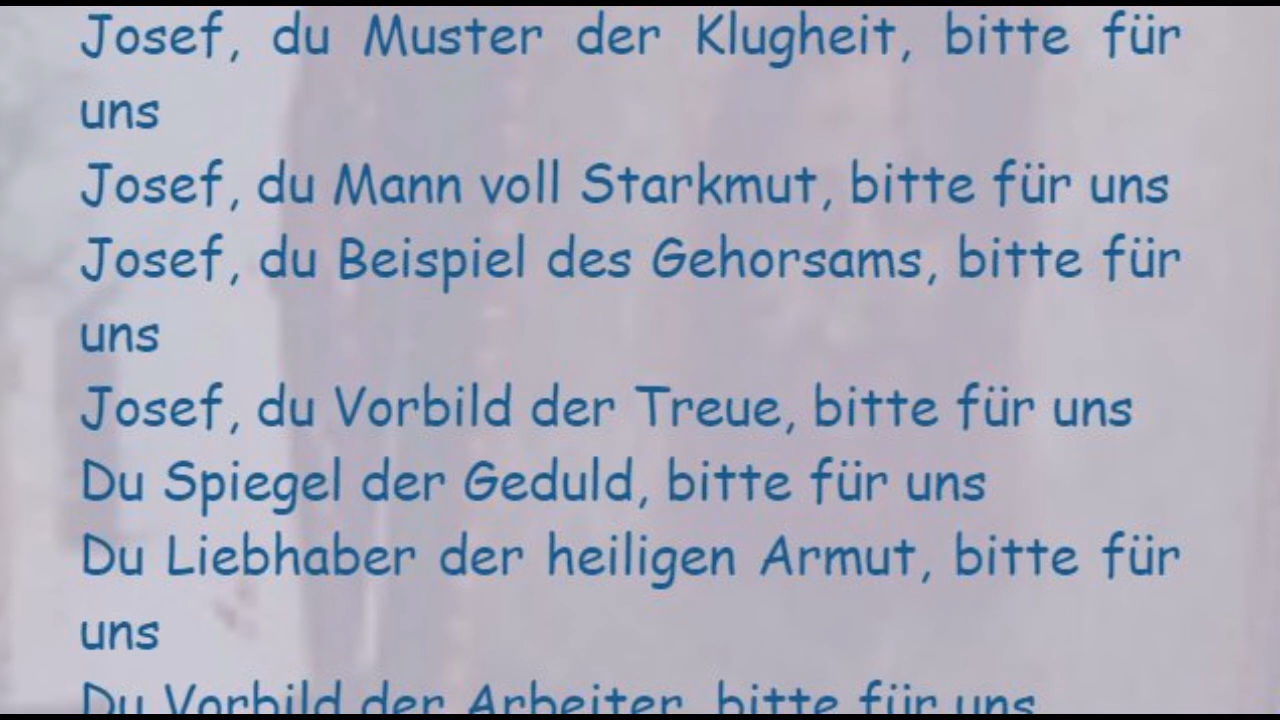 Josef, du Muster der Klugheit, bitte für
uns
Josef, du Mann voll Starkmut, bitte für uns
Josef, du Beispiel des Gehorsams, bitte für
uns
Josef, du Vorbild der Treue, bitte für uns
Du Spiegel der Geduld, bitte für uns
Du Liebhaber der heiligen Armut, bitte für
uns
Du Vorbild der Arbeiter, bitte für uns